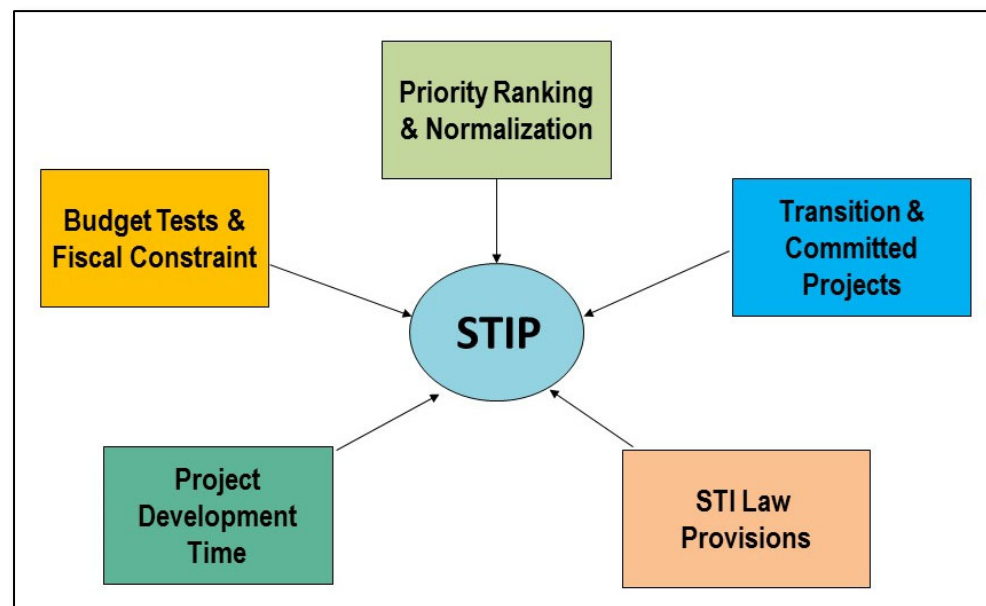 Priority Ranking
& Normalization
Budget Tests &
Fiscal Constraint
Transition &
Committed
Projects
STIP
Project
Development
Time
STI Law
Provisions